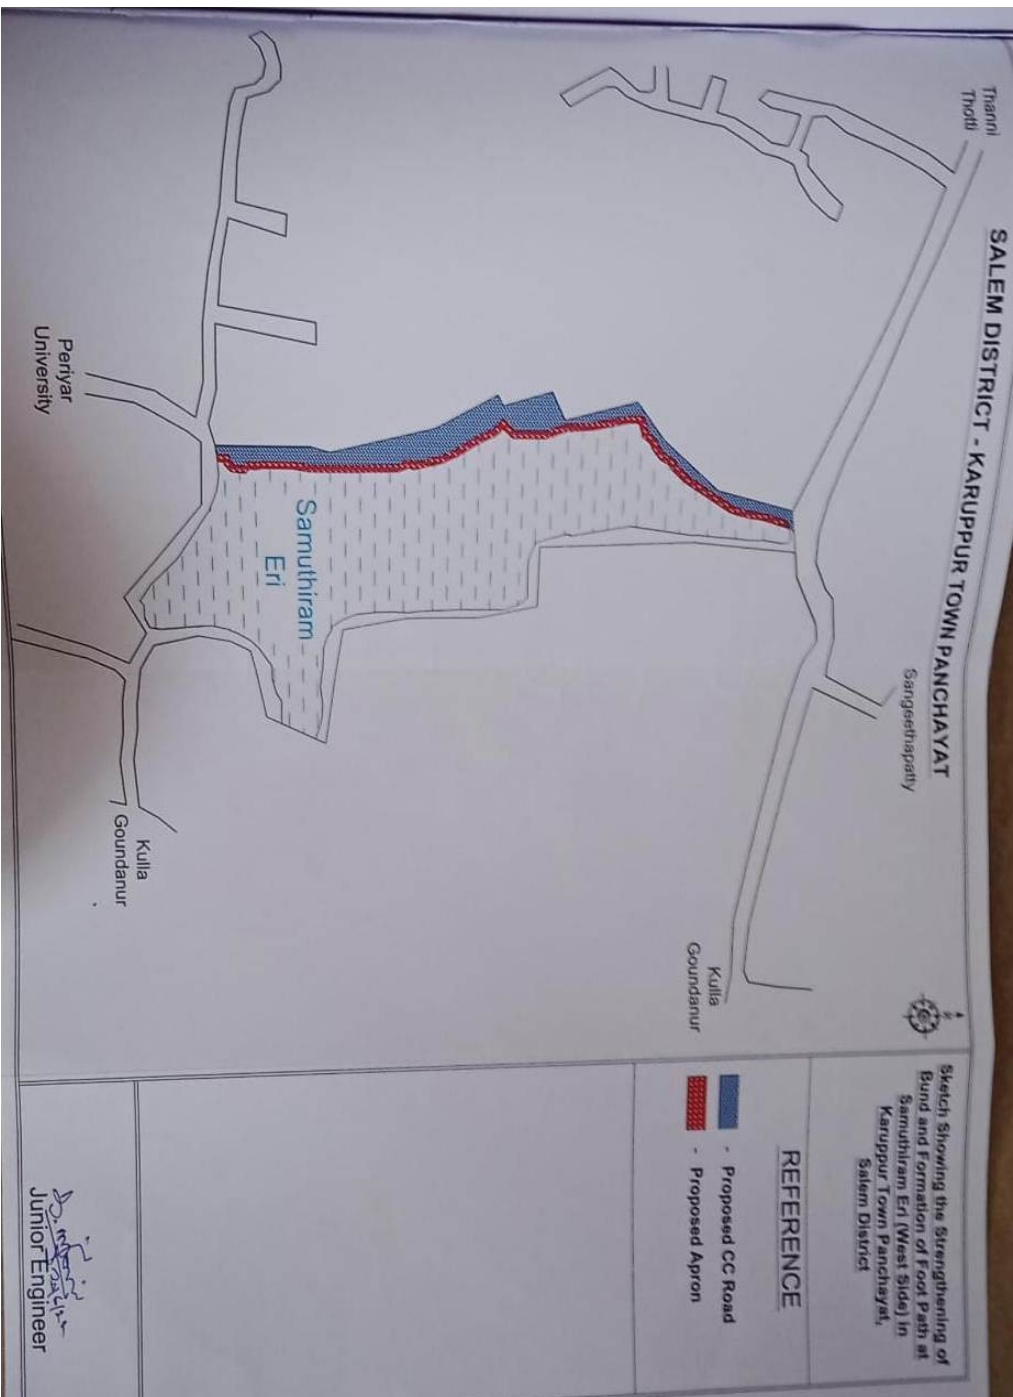 SALEM DISTRICT - KARUPPUR TOWN PANCHAYAT
Thanni
Thotti
Sangeethapatty
Kulla
Goundanur
Samuthiram
Eri
Periyar
University
Kulla
Goundanur
N
Sketch Showing the Strengthening of
Bund and Formation of Foot Path at
Samuthiram Eri (West Side) in
Karuppur Town Panchayat,
Salem District
REFERENCE
- Proposed CC Road
- Proposed Apron
Junior Engineer